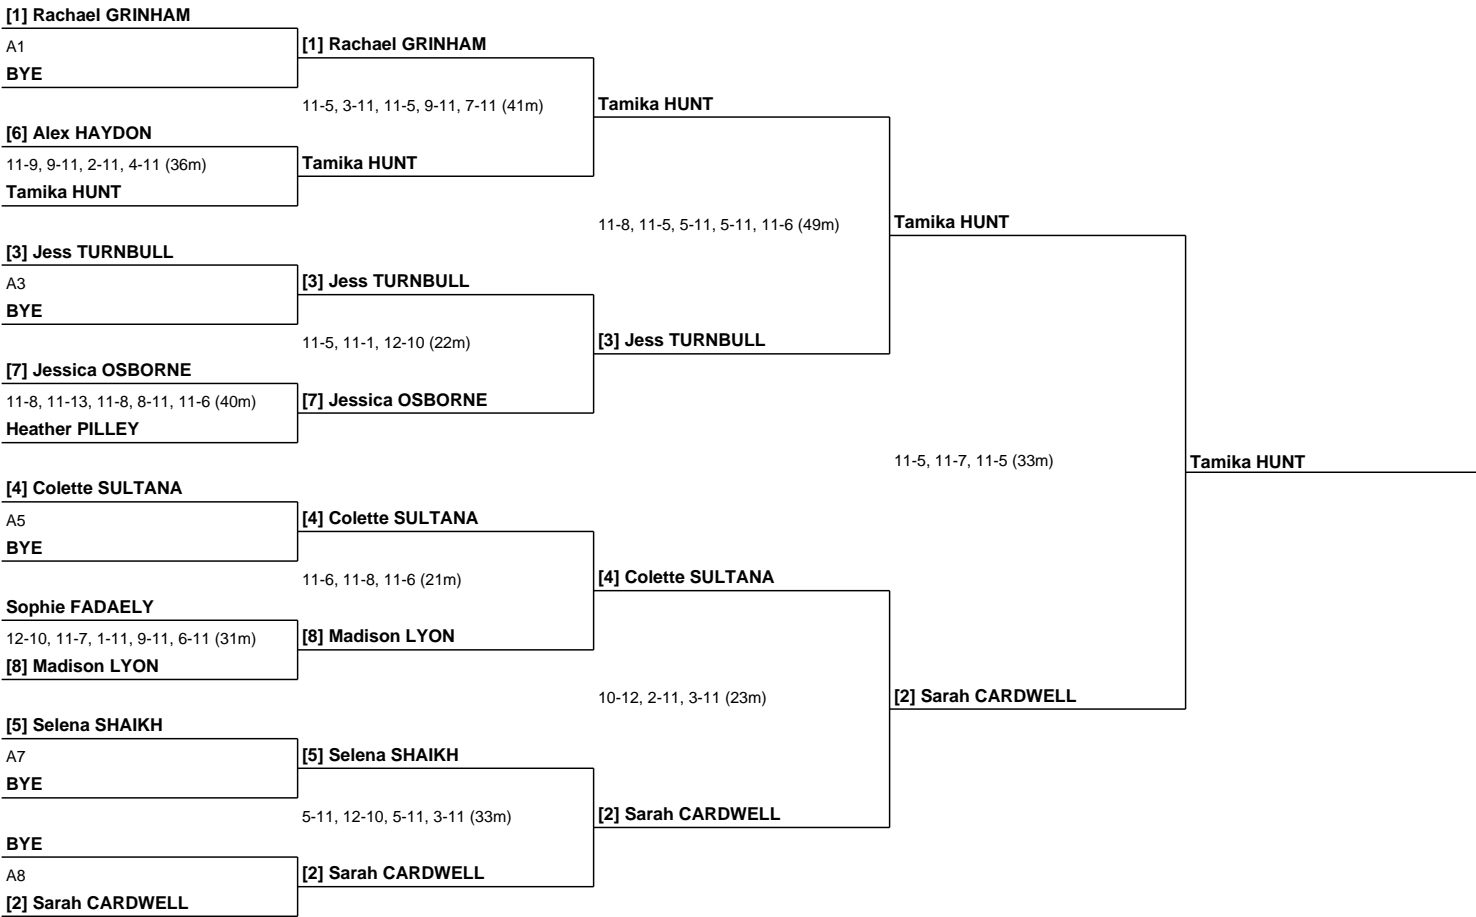 [1] Rachael GRINHAM
A1
BYE
[6] Alex HAYDON
11-9, 9-11, 2-11, 4-11 (36m)
Tamika HUNT
[3] Jess TURNBULL
A3
BYE
[7] Jessica OSBORNE
11-8, 11-13, 11-8, 8-11, 11-6 (40m)
Heather PILLEY
[4] Colette SULTANA
A5
BYE
Sophie FADAELY
12-10, 11-7, 1-11, 9-11, 6-11 (31m)
[8] Madison LYON
[5] Selena SHAIKH
A7
BYE
BYE
A8
[2] Sarah CARDWELL
[1] Rachael GRINHAM
11-5, 3-11, 11-5, 9-11, 7-11 (41m)
Tamika HUNT
[3] Jess TURNBULL
11-5, 11-1, 12-10 (22m)
[7] Jessica OSBORNE
[4] Colette SULTANA
11-6, 11-8, 11-6 (21m)
[8] Madison LYON
[5] Selena SHAIKH
5-11, 12-10, 5-11, 3-11 (33m)
[2] Sarah CARDWELL
Tamika HUNT
11-8, 11-5, 5-11, 5-11, 11-6 (49m)
[3] Jess TURNBULL
[4] Colette SULTANA
10-12, 2-11, 3-11 (23m)
[2] Sarah CARDWELL
Tamika HUNT
11-5, 11-7, 11-5 (33m)
[2] Sarah CARDWELL
Tamika HUNT